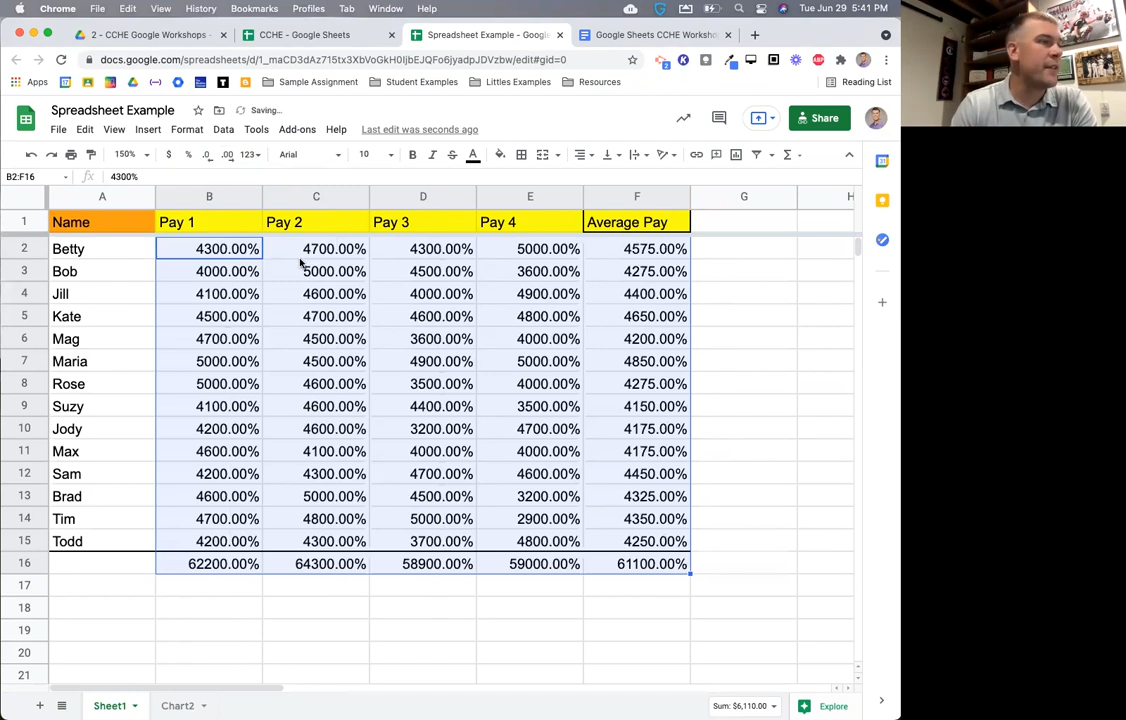 Chrome File Edit View History Bookmarks Profiles Tab Window Help Tue Jun 29 5:41 PM
2 - CCHE Google Workshops - CCHE - Google Sheets Spreadsheet Example - Google Google Sheets CCHE Workshop
docs.google.com/spreadsheets/d/1_maCD3dAz715tx3XbVoGkH0IjbEJQFo6jyadpJDVzbw/edit#gid=0
Apps Sample Assignment Student Examples Littles Examples Resources Reading List
Spreadsheet Example Saving... Share
File Edit View Insert Format Data Tools Add-ons Help Last edit was seconds ago
150% $ % .0 .00 123 Arial 10 B I S A
B2:F16 fx 4300%
A B C D E F G H
1 Name Pay 1 Pay 2 Pay 3 Pay 4 Average Pay
2 Betty 4300.00% 4700.00% 4300.00% 5000.00% 4575.00%
3 Bob 4000.00% 5000.00% 4500.00% 3600.00% 4275.00%
4 Jill 4100.00% 4600.00% 4000.00% 4900.00% 4400.00%
5 Kate 4500.00% 4700.00% 4600.00% 4800.00% 4650.00%
6 Mag 4700.00% 4500.00% 3600.00% 4000.00% 4200.00%
7 Maria 5000.00% 4500.00% 4900.00% 5000.00% 4850.00%
8 Rose 5000.00% 4600.00% 3500.00% 4000.00% 4275.00%
9 Suzy 4100.00% 4600.00% 4400.00% 3500.00% 4150.00%
10 Jody 4200.00% 4600.00% 3200.00% 4700.00% 4175.00%
11 Max 4600.00% 4100.00% 4000.00% 4000.00% 4175.00%
12 Sam 4200.00% 4300.00% 4700.00% 4600.00% 4450.00%
13 Brad 4600.00% 5000.00% 4500.00% 3200.00% 4325.00%
14 Tim 4700.00% 4800.00% 5000.00% 2900.00% 4350.00%
15 Todd 4200.00% 4300.00% 3700.00% 4800.00% 4250.00%
16 62200.00% 64300.00% 58900.00% 59000.00% 61100.00%
17
18
19
20
21
Sheet1 Chart2 Sum: $6,110.00 Explore